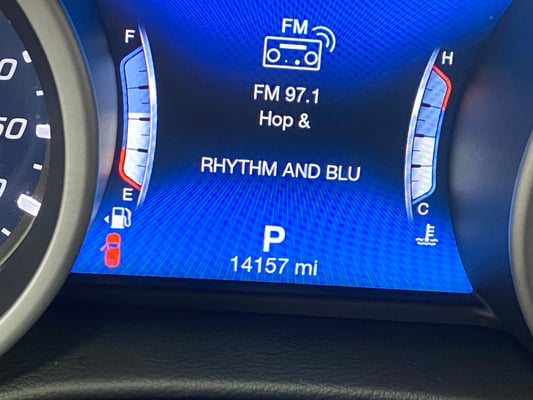 F
FM
H
FM 97.1
Hop &
RHYTHM AND BLU
E
C
P
14157 mi